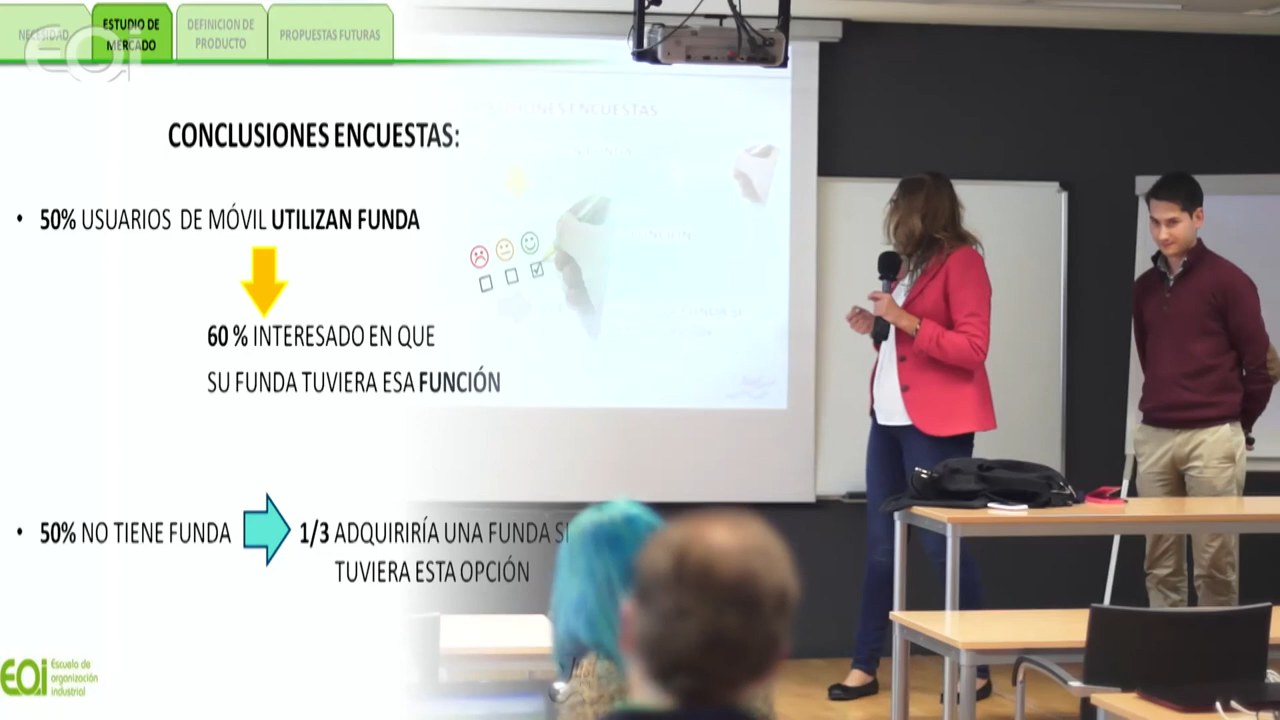 NECESIDAD
ESTUDIO DE
MERCADO
DEFINICION DE
PRODUCTO
PROPUESTAS FUTURAS
EOi
CONCLUSIONES ENCUESTAS:
• 50% USUARIOS DE MÓVIL UTILIZAN FUNDA
60 % INTERESADO EN QUE
SU FUNDA TUVIERA ESA FUNCIÓN
• 50% NO TIENE FUNDA
1/3 ADQUIRIRÍA UNA FUNDA SI
TUVIERA ESTA OPCIÓN
EOi Escuela de
organización
industrial
ENCUESTAS